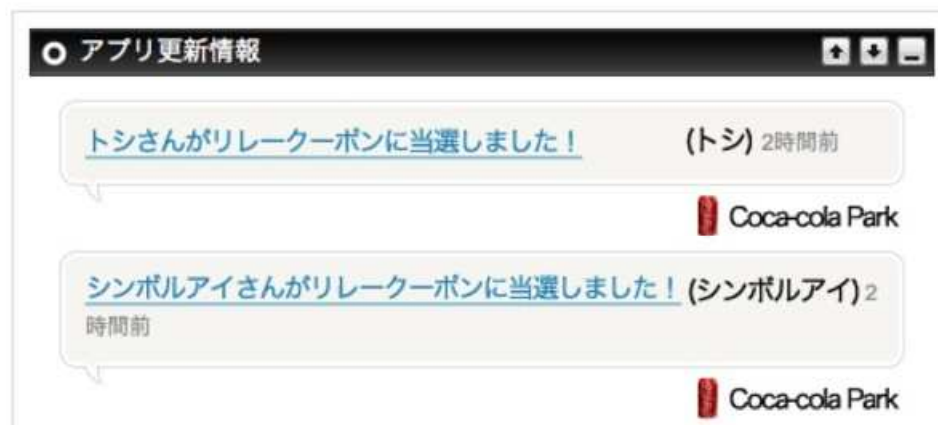 アプリ更新情報
トシさんがリレークーポンに当選しました！ (トシ) 2時間前
Coca-cola Park
シンボルアイさんがリレークーポンに当選しました！ (シンボルアイ) 2
時間前
Coca-cola Park